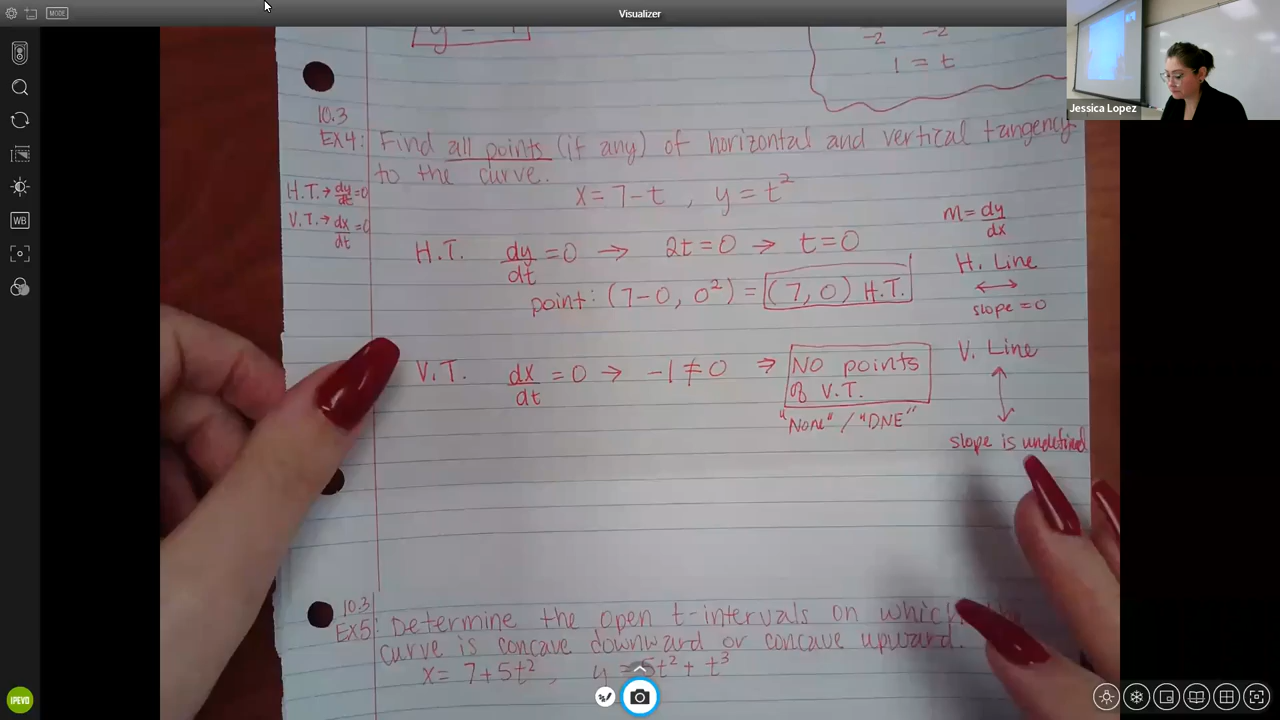 MODE
Visualizer
Jessica Lopez
-2 -2
1 = t
10.3
EX4: Find all points (if any) of horizontal and vertical tangency
to the curve.
x = 7-t , y = t²
H.T. → dy/dt = 0
V.T. → dx/dt = 0
m = dy/dx
H.T. dy/dt = 0 → 2t = 0 → t = 0
point: (7-0, 0²) = (7, 0) H.T.
H. Line
slope = 0
V.T. dx/dt = 0 → -1 ≠ 0 ⇒ NO points
of V.T.
"None" / "DNE"
V. Line
slope is undefined
10.3
EX5: Determine the open t-intervals on which
curve is concave downward or concave upward.
x = 7+5t² , y = 5t² + t³
IPEVO
WB